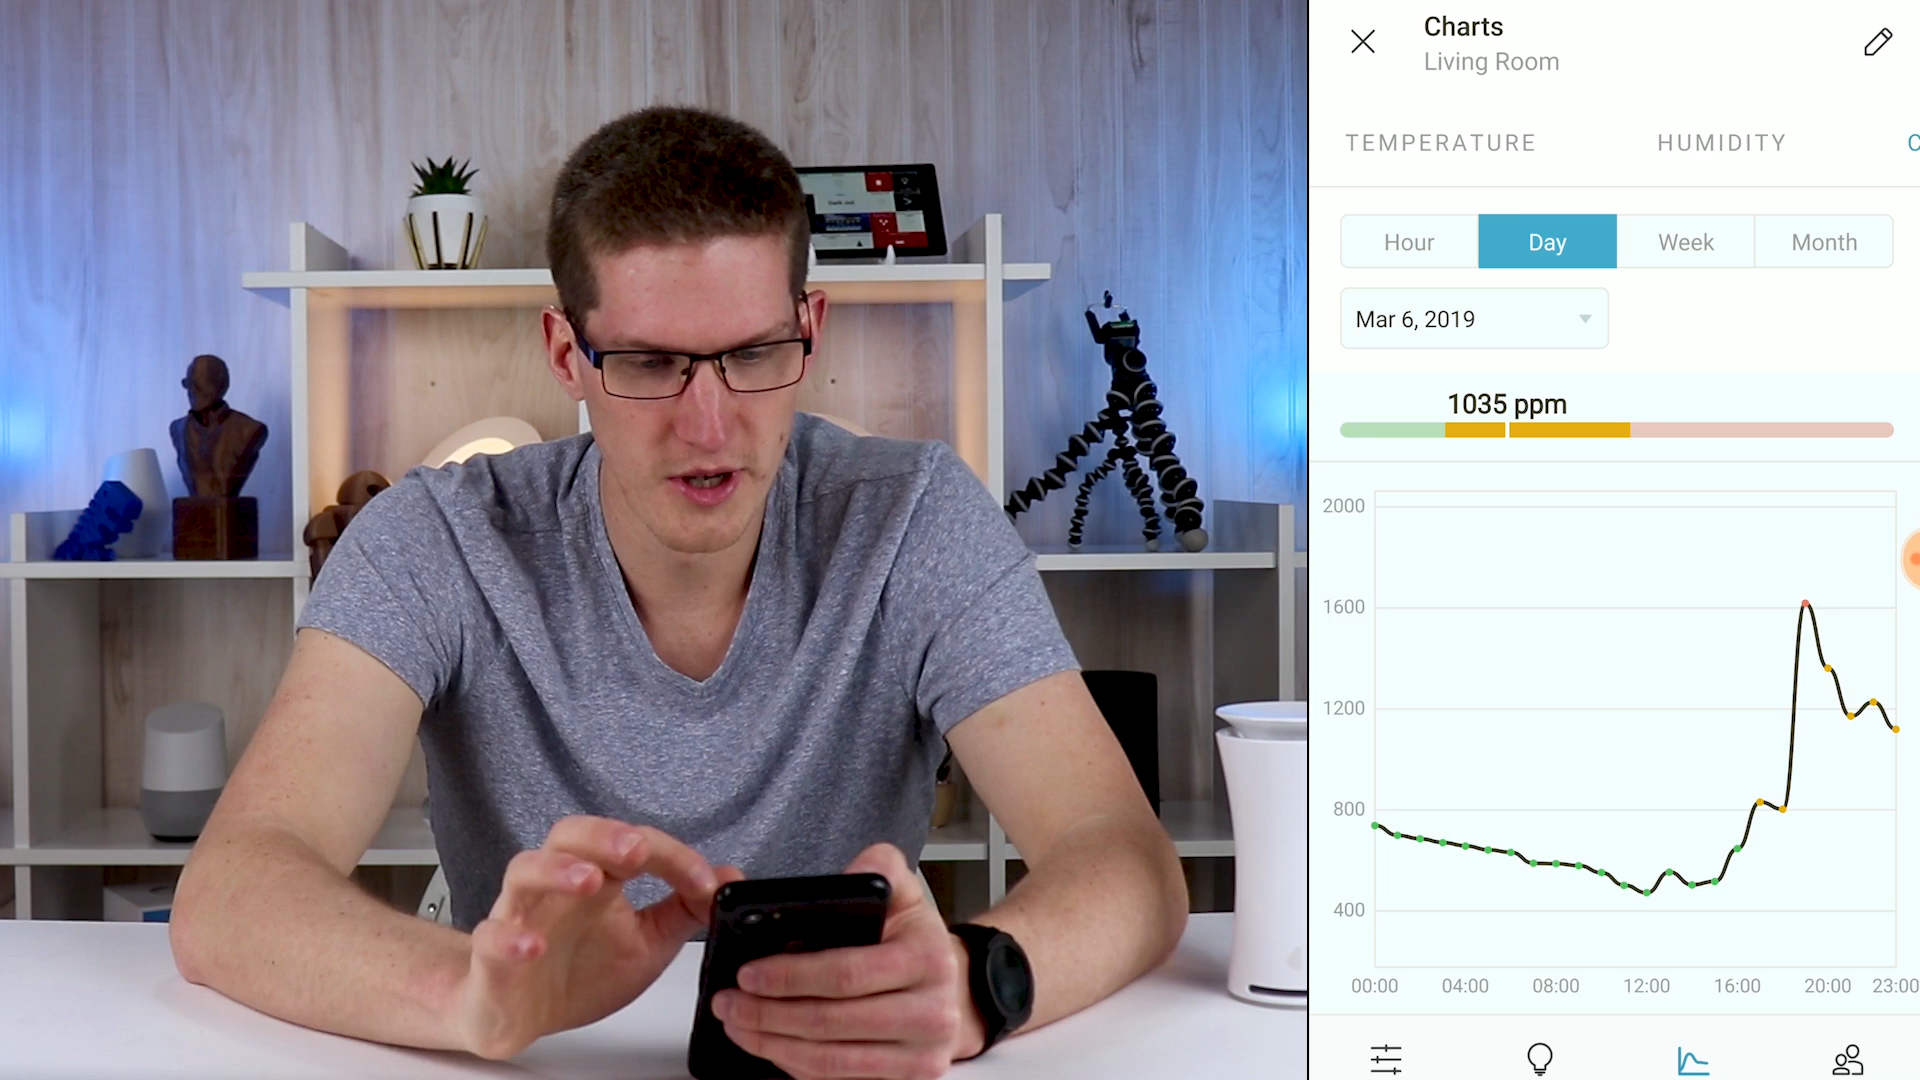 Charts
Living Room
TEMPERATURE
HUMIDITY
C
Hour
Day
Week
Month
Mar 6, 2019
1035 ppm
2000
1600
1200
800
400
00:00
04:00
08:00
12:00
16:00
20:00
23:00